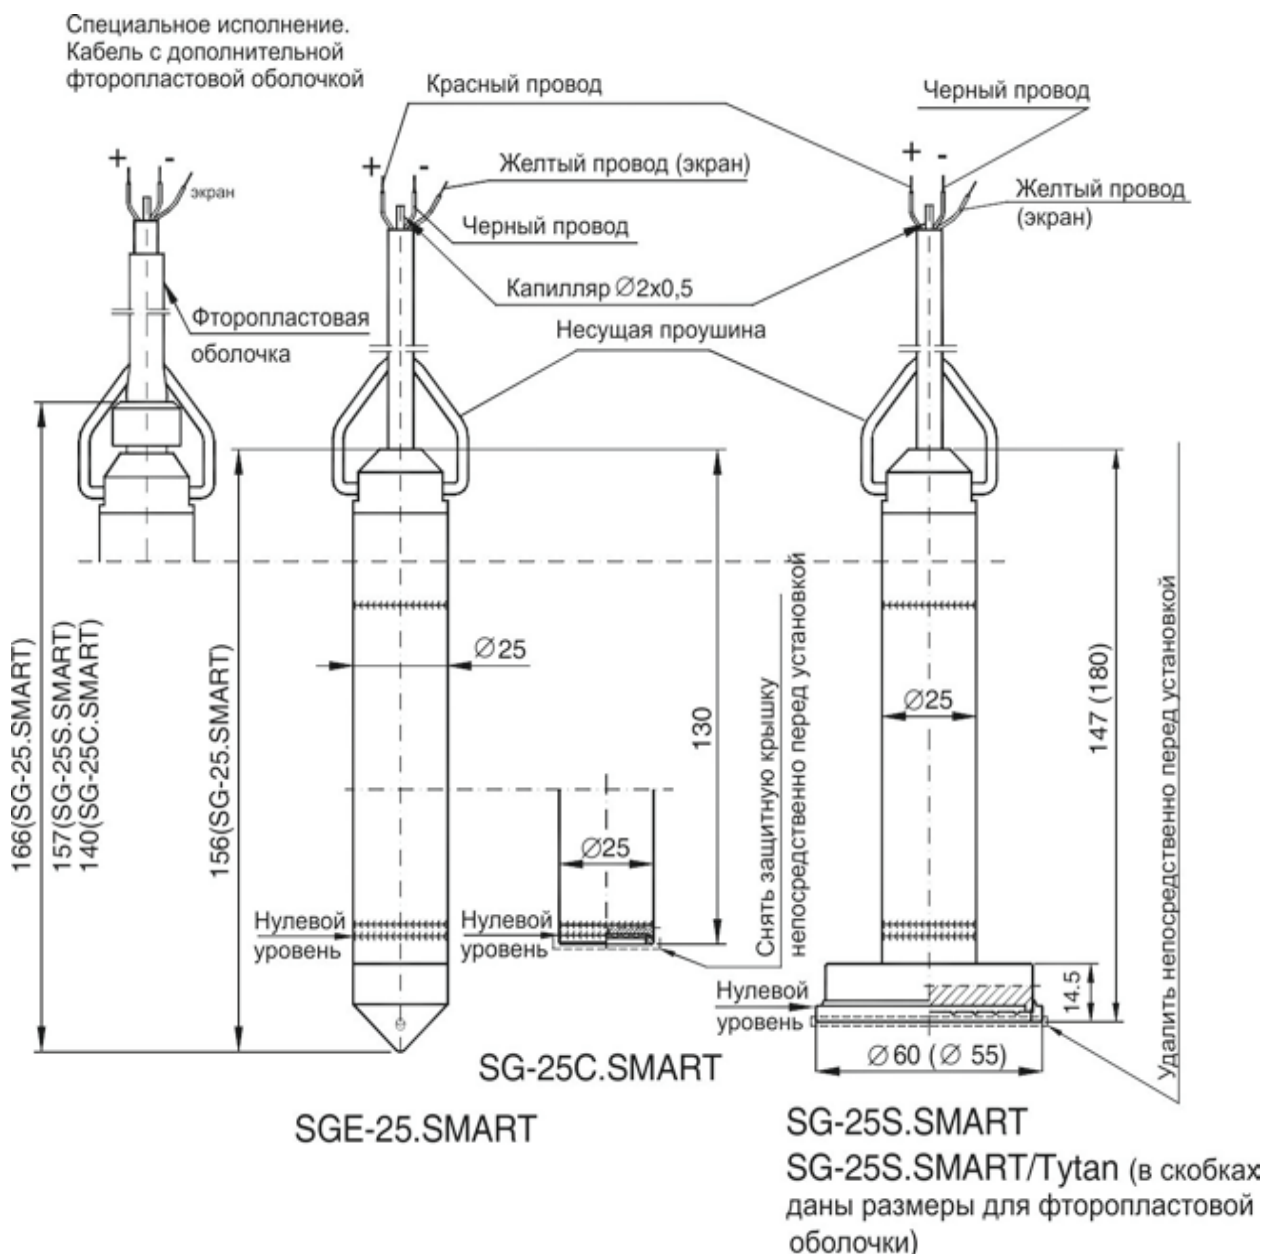 Специальное исполнение.
Кабель с дополнительной
фторопластовой оболочкой
Красный провод
Черный провод
+
-
экран
+
-
Желтый провод (экран)
Черный провод
+
-
Желтый провод
(экран)
Капилляр Ø2x0,5
Фторопластовая
оболочка
Несущая проушина
166(SG-25.SMART)
157(SG-25S.SMART)
140(SG-25C.SMART)
156(SG-25.SMART)
Ø25
130
Снять защитную крышку
непосредственно перед установкой
Ø25
Ø25
147 (180)
Удалить непосредственно перед установкой
Нулевой
уровень
Нулевой
уровень
Нулевой
уровень
14.5
Ø 60 (Ø 55)
SG-25C.SMART
SGE-25.SMART
SG-25S.SMART
SG-25S.SMART/Tytan (в скобках
даны размеры для фторопластовой
оболочки)